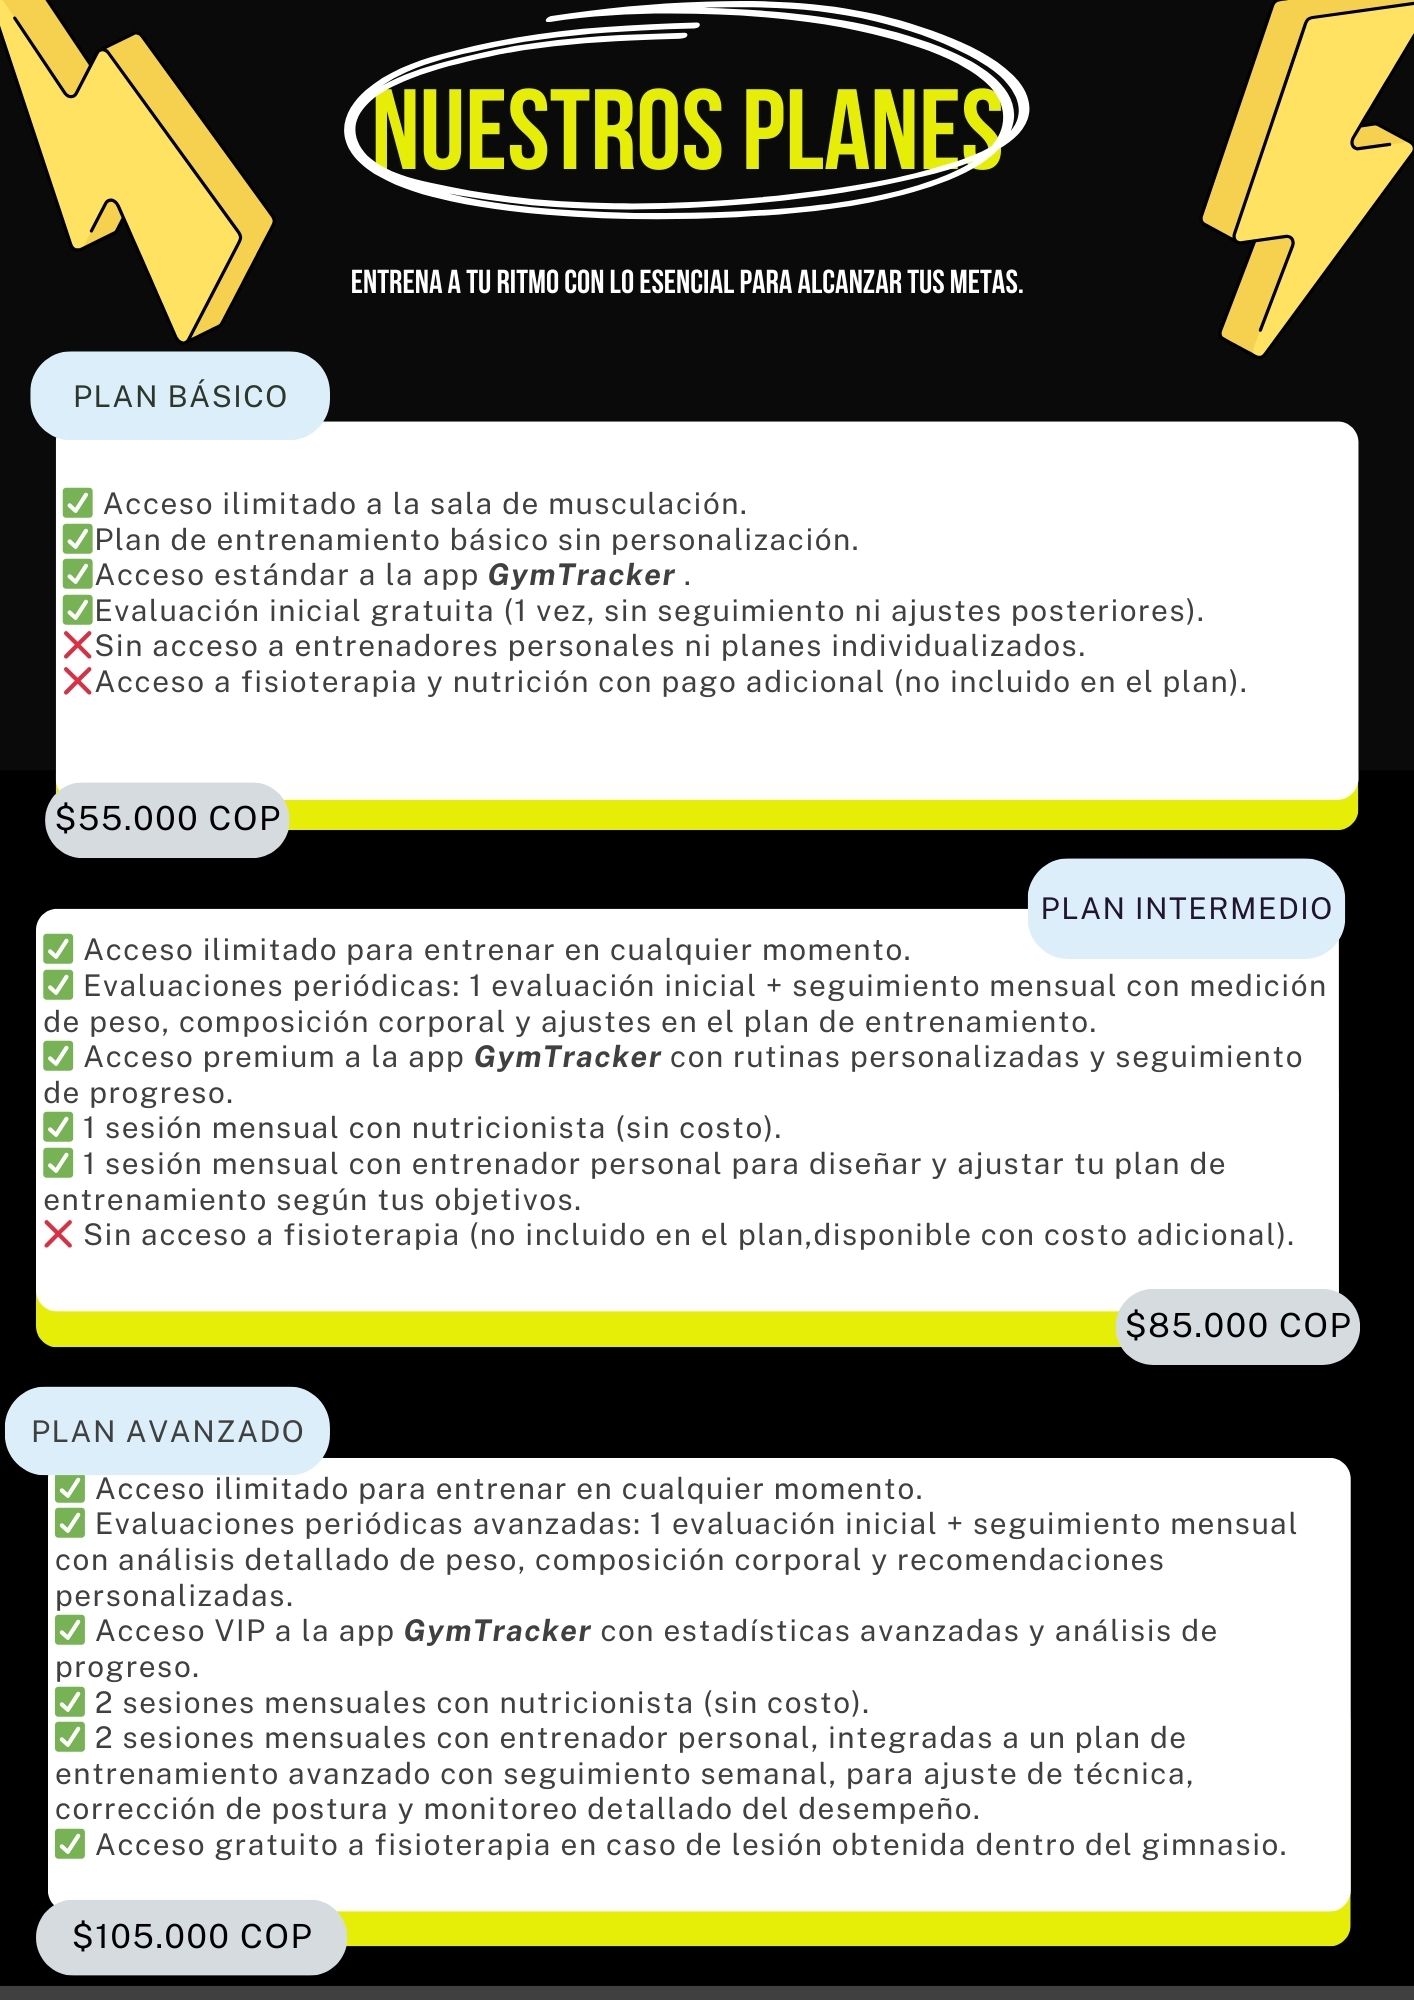 NUESTROS PLANES
ENTRENA A TU RITMO CON LO ESENCIAL PARA ALCANZAR TUS METAS.
PLAN BÁSICO
✅ Acceso ilimitado a la sala de musculación.
✅Plan de entrenamiento básico sin personalización.
✅Acceso estándar a la app GymTracker .
✅Evaluación inicial gratuita (1 vez, sin seguimiento ni ajustes posteriores).
❌Sin acceso a entrenadores personales ni planes individualizados.
❌Acceso a fisioterapia y nutrición con pago adicional (no incluido en el plan).
$55.000 COP
PLAN INTERMEDIO
✅ Acceso ilimitado para entrenar en cualquier momento.
✅ Evaluaciones periódicas: 1 evaluación inicial + seguimiento mensual con medición
de peso, composición corporal y ajustes en el plan de entrenamiento.
✅ Acceso premium a la app GymTracker con rutinas personalizadas y seguimiento
de progreso.
✅ 1 sesión mensual con nutricionista (sin costo).
✅ 1 sesión mensual con entrenador personal para diseñar y ajustar tu plan de
entrenamiento según tus objetivos.
❌ Sin acceso a fisioterapia (no incluido en el plan,disponible con costo adicional).
$85.000 COP
PLAN AVANZADO
✅ Acceso ilimitado para entrenar en cualquier momento.
✅ Evaluaciones periódicas avanzadas: 1 evaluación inicial + seguimiento mensual
con análisis detallado de peso, composición corporal y recomendaciones
personalizadas.
✅ Acceso VIP a la app GymTracker con estadísticas avanzadas y análisis de
progreso.
✅ 2 sesiones mensuales con nutricionista (sin costo).
✅ 2 sesiones mensuales con entrenador personal, integradas a un plan de
entrenamiento avanzado con seguimiento semanal, para ajuste de técnica,
corrección de postura y monitoreo detallado del desempeño.
✅ Acceso gratuito a fisioterapia en caso de lesión obtenida dentro del gimnasio.
$105.000 COP